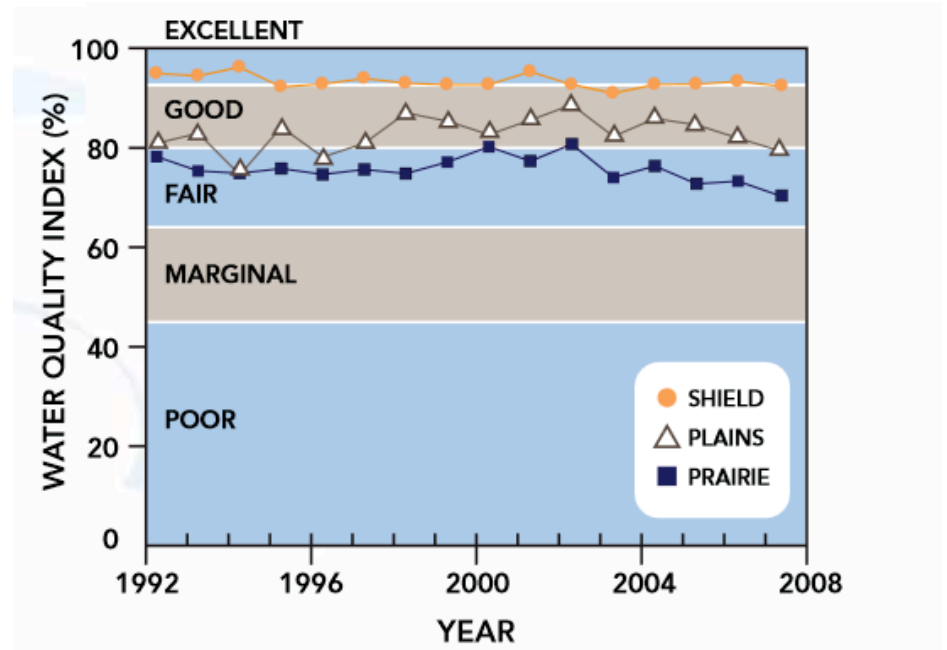 EXCELLENT
100
GOOD
80
FAIR
60
MARGINAL
40
POOR
20
0
WATER QUALITY INDEX (%)
SHIELD
PLAINS
PRAIRIE
1992 1996 2000 2004 2008
YEAR